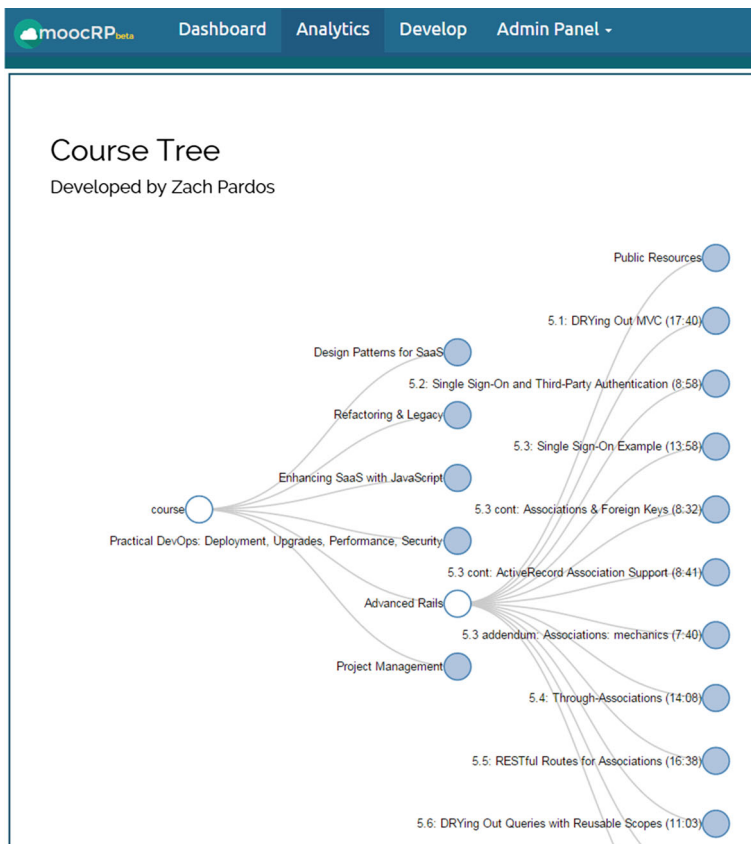 moocRPbeta Dashboard Analytics Develop Admin Panel
Course Tree
Developed by Zach Pardos
Public Resources
5.1: DRYing Out MVC (17:40)
Design Patterns for SaaS
5.2: Single Sign-On and Third-Party Authentication (8:58)
Refactoring & Legacy
5.3: Single Sign-On Example (13:58)
Enhancing SaaS with JavaScript
course
5.3 cont: Associations & Foreign Keys (8:32)
Practical DevOps: Deployment, Upgrades, Performance, Security
5.3 cont: ActiveRecord Association Support (8:41)
Advanced Rails
5.3 addendum: Associations: mechanics (7:40)
Project Management
5.4: Through-Associations (14:08)
5.5: RESTful Routes for Associations (16:38)
5.6: DRYing Out Queries with Reusable Scopes (11:03)